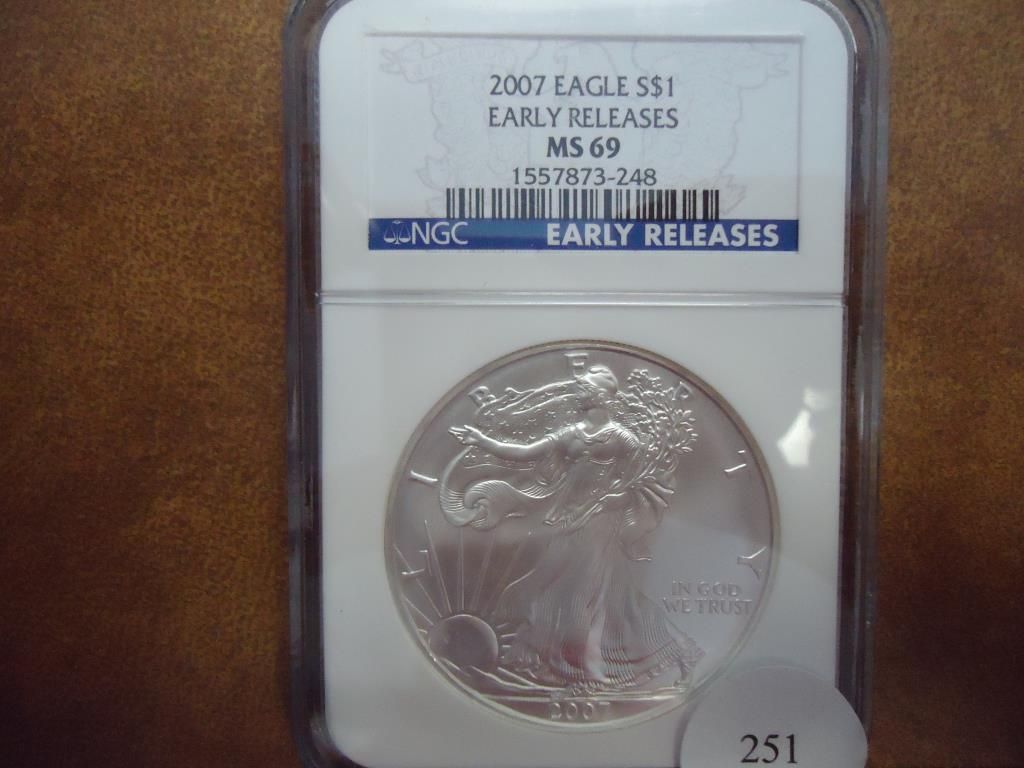 2007 EAGLE S$1
EARLY RELEASES
MS 69
1557873-248
NGC EARLY RELEASES
LIBERTY
IN GOD
WE TRUST
2007
251